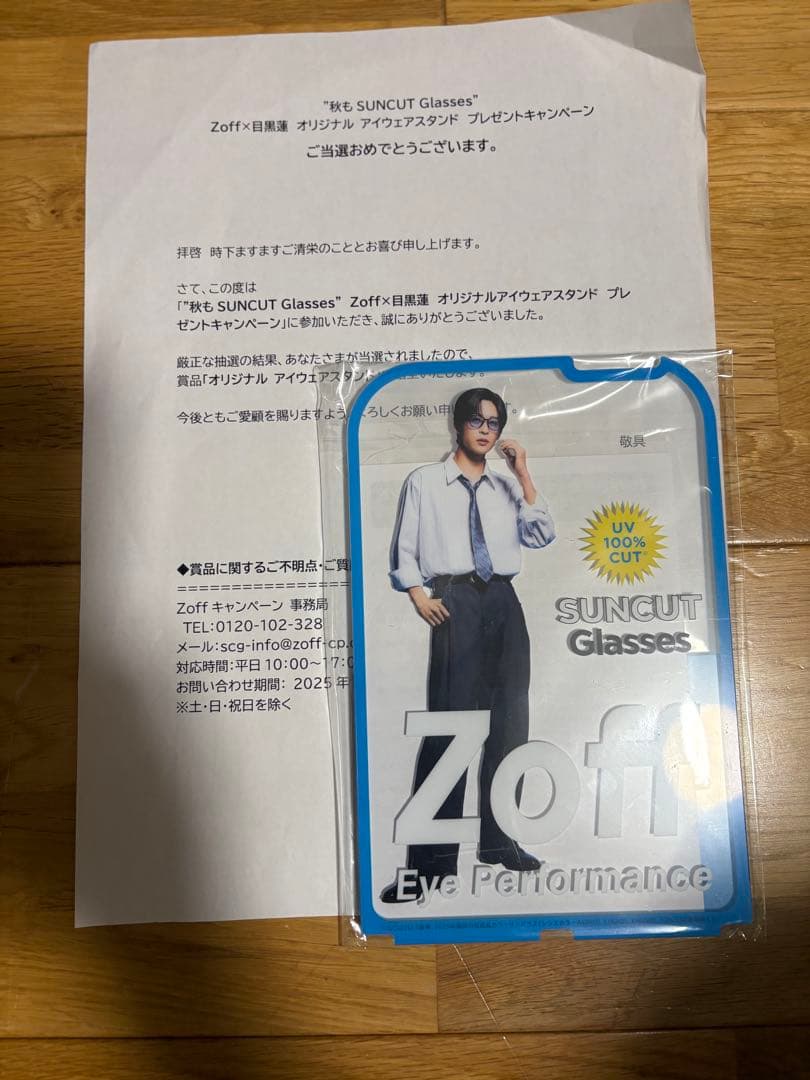 "秋も SUNCUT Glasses"
Zoff×目黒蓮 オリジナル アイウェアスタンド プレゼントキャンペーン
ご当選おめでとうございます。
拝啓 時下ますますご清栄のこととお喜び申し上げます。
さて、この度は
「"秋も SUNCUT Glasses" Zoff×目黒蓮 オリジナルアイウェアスタンド プレ
ゼントキャンペーン」に参加いただき、誠にありがとうございました。
厳正な抽選の結果、あなたさまが当選されましたので、
賞品「オリジナル アイウェアスタン
今後ともご愛顧を賜りますよう、よろしくお願い申 す。
敬具
◆賞品に関するご不明点・ご質
Zoff キャンペーン 事務局
TEL:0120-102-328
メール:scg-info@zoff-cp.
対応時間:平日 10:00~17:0
お問い合わせ期間: 2025 年
※土・日・祝日を除く
UV
100%
CUT
SUNCUT
Glasses
Zoff
Eye Performance